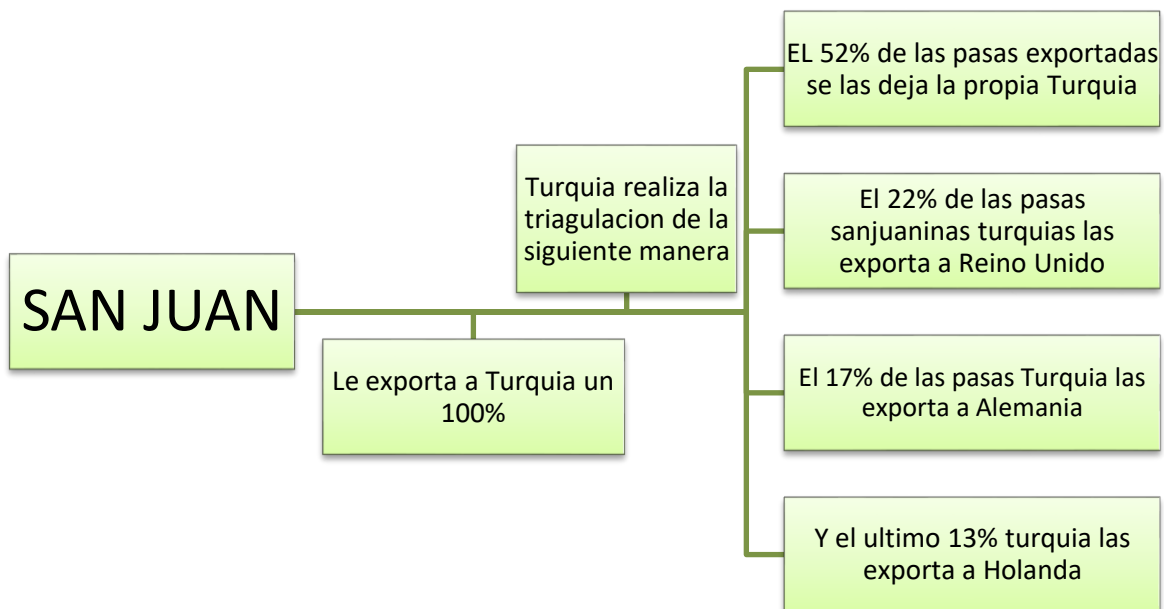 SAN JUAN
Le exporta a Turquia un
100%
Turquia realiza la
triagulacion de la
siguiente manera
EL 52% de las pasas exportadas
se las deja la propia Turquia
El 22% de las pasas
sanjuaninas turquias las
exporta a Reino Unido
El 17% de las pasas Turquia las
exporta a Alemania
Y el ultimo 13% turquia las
exporta a Holanda